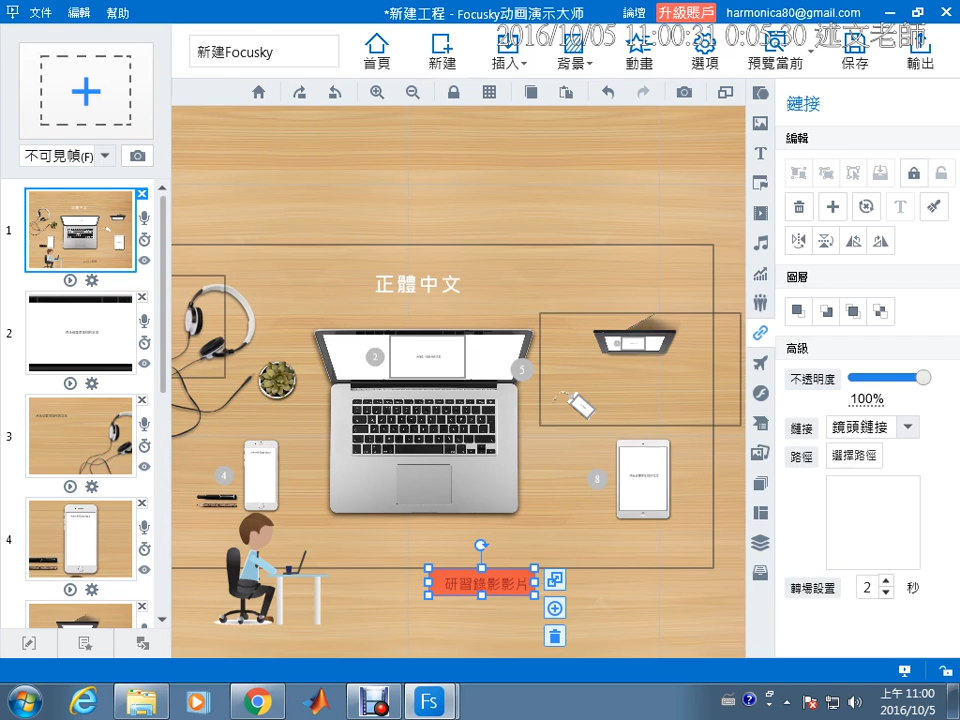 文件 編輯 幫助
*新建工程 - Focusky动画演示大师
論壇 升級賬戶 harmonica80@gmail.com
2016/10/05 11:00:31 0:05:30 述文老師
新建Focusky
首頁 新建 插入 背景 動畫 選項 預覽當前 保存 輸出
不可見幀(F)
1
2
3
4
正體中文
2
5
4
8
研習錄影影片
鏈接
編輯
圖層
高級
不透明度
100%
鏈接 鏡頭鏈接
路徑 選擇路徑
轉場設置 2 秒
Fs
上午 11:00
2016/10/5